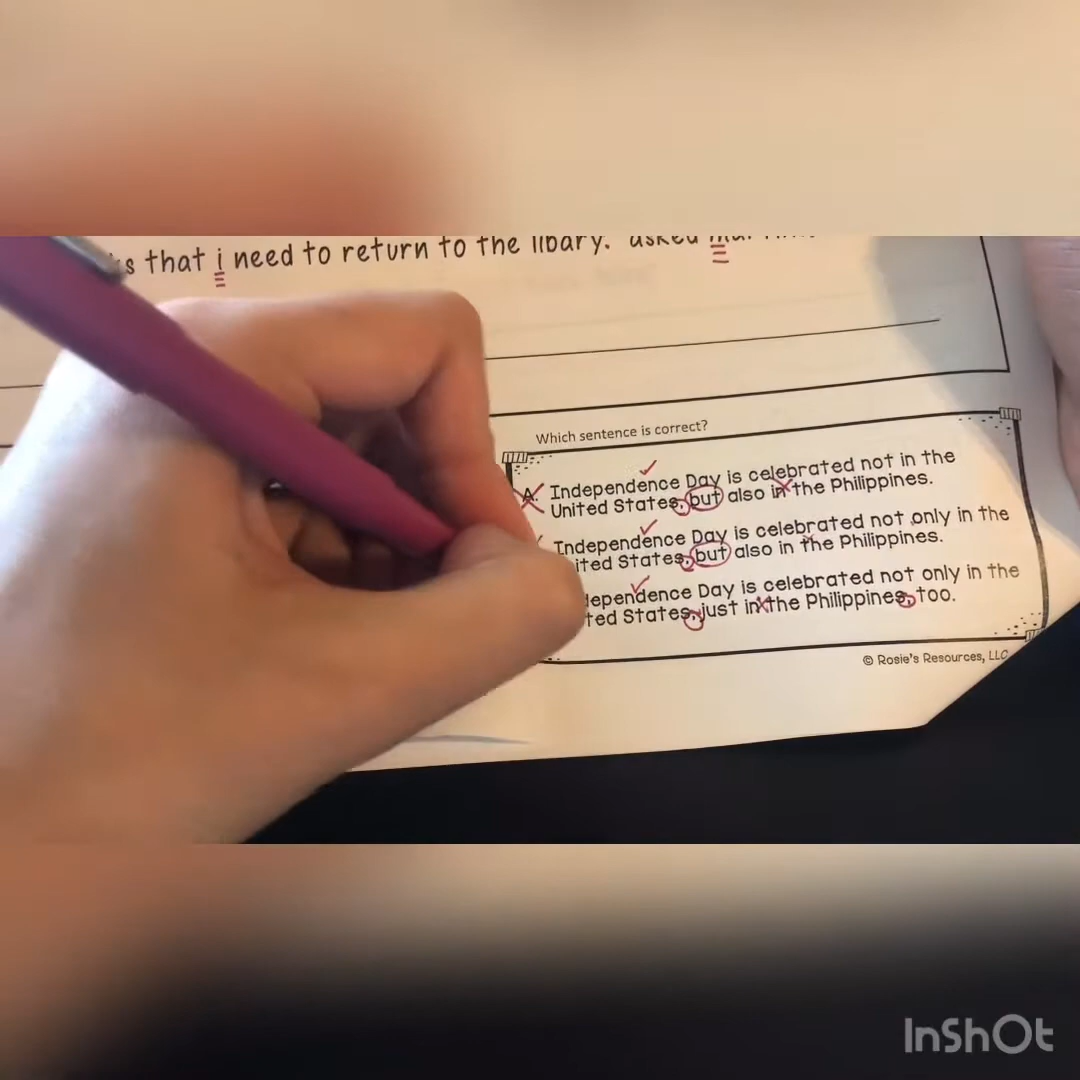 that i need to return to the libary. asked
Which sentence is correct?
A. Independence Day is celebrated not in the
United States, but also in the Philippines.
Independence Day is celebrated not only in the
United States, but also in the Philippines.
Independence Day is celebrated not only in the
United States, just in the Philippines, too.
© Rosie's Resources, LLC
InShOt